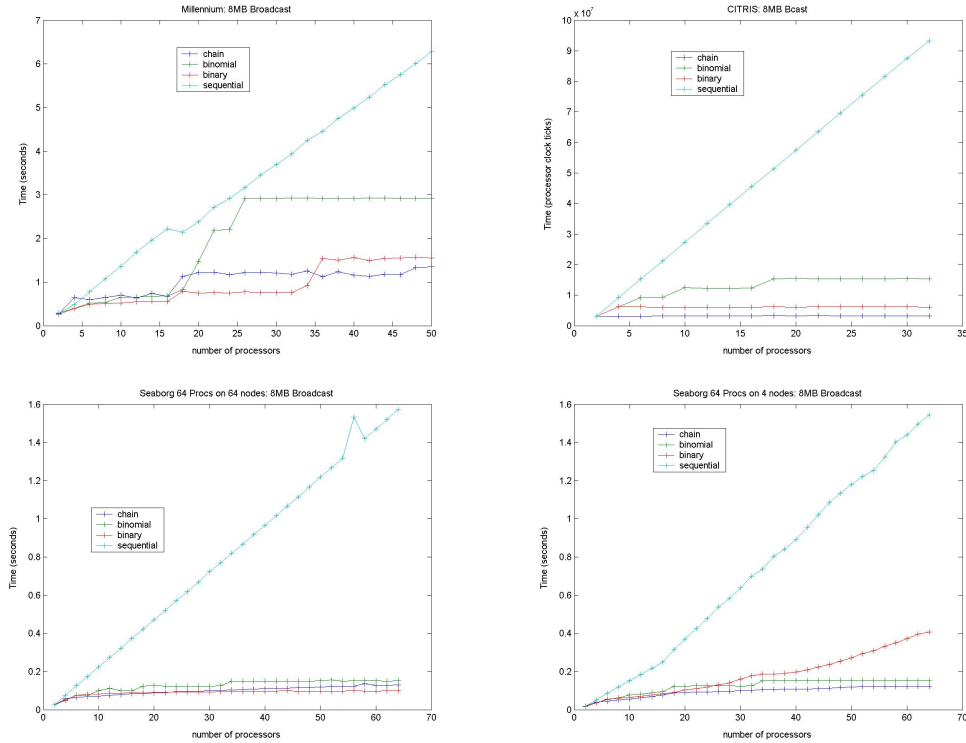 Millennium: 8MB Broadcast
7
6
5
4
3
2
1
0
Time (seconds)
chain
binomial
binary
sequential
0 5 10 15 20 25 30 35 40 45 50
number of processors
CITRIS: 8MB Bcast
x 10^7
10
9
8
7
6
5
4
3
2
1
0
Time (processor clock ticks)
chain
binomial
binary
sequential
0 5 10 15 20 25 30 35
number of processors
Seaborg 64 Procs on 64 nodes: 8MB Broadcast
1.6
1.4
1.2
1
0.8
0.6
0.4
0.2
0
Time (seconds)
chain
binomial
binary
sequential
0 10 20 30 40 50 60 70
number of processors
Seaborg 64 Procs on 4 nodes: 8MB Broadcast
1.6
1.4
1.2
1
0.8
0.6
0.4
0.2
0
Time (seconds)
chain
binomial
binary
sequential
0 10 20 30 40 50 60 70
number of processors